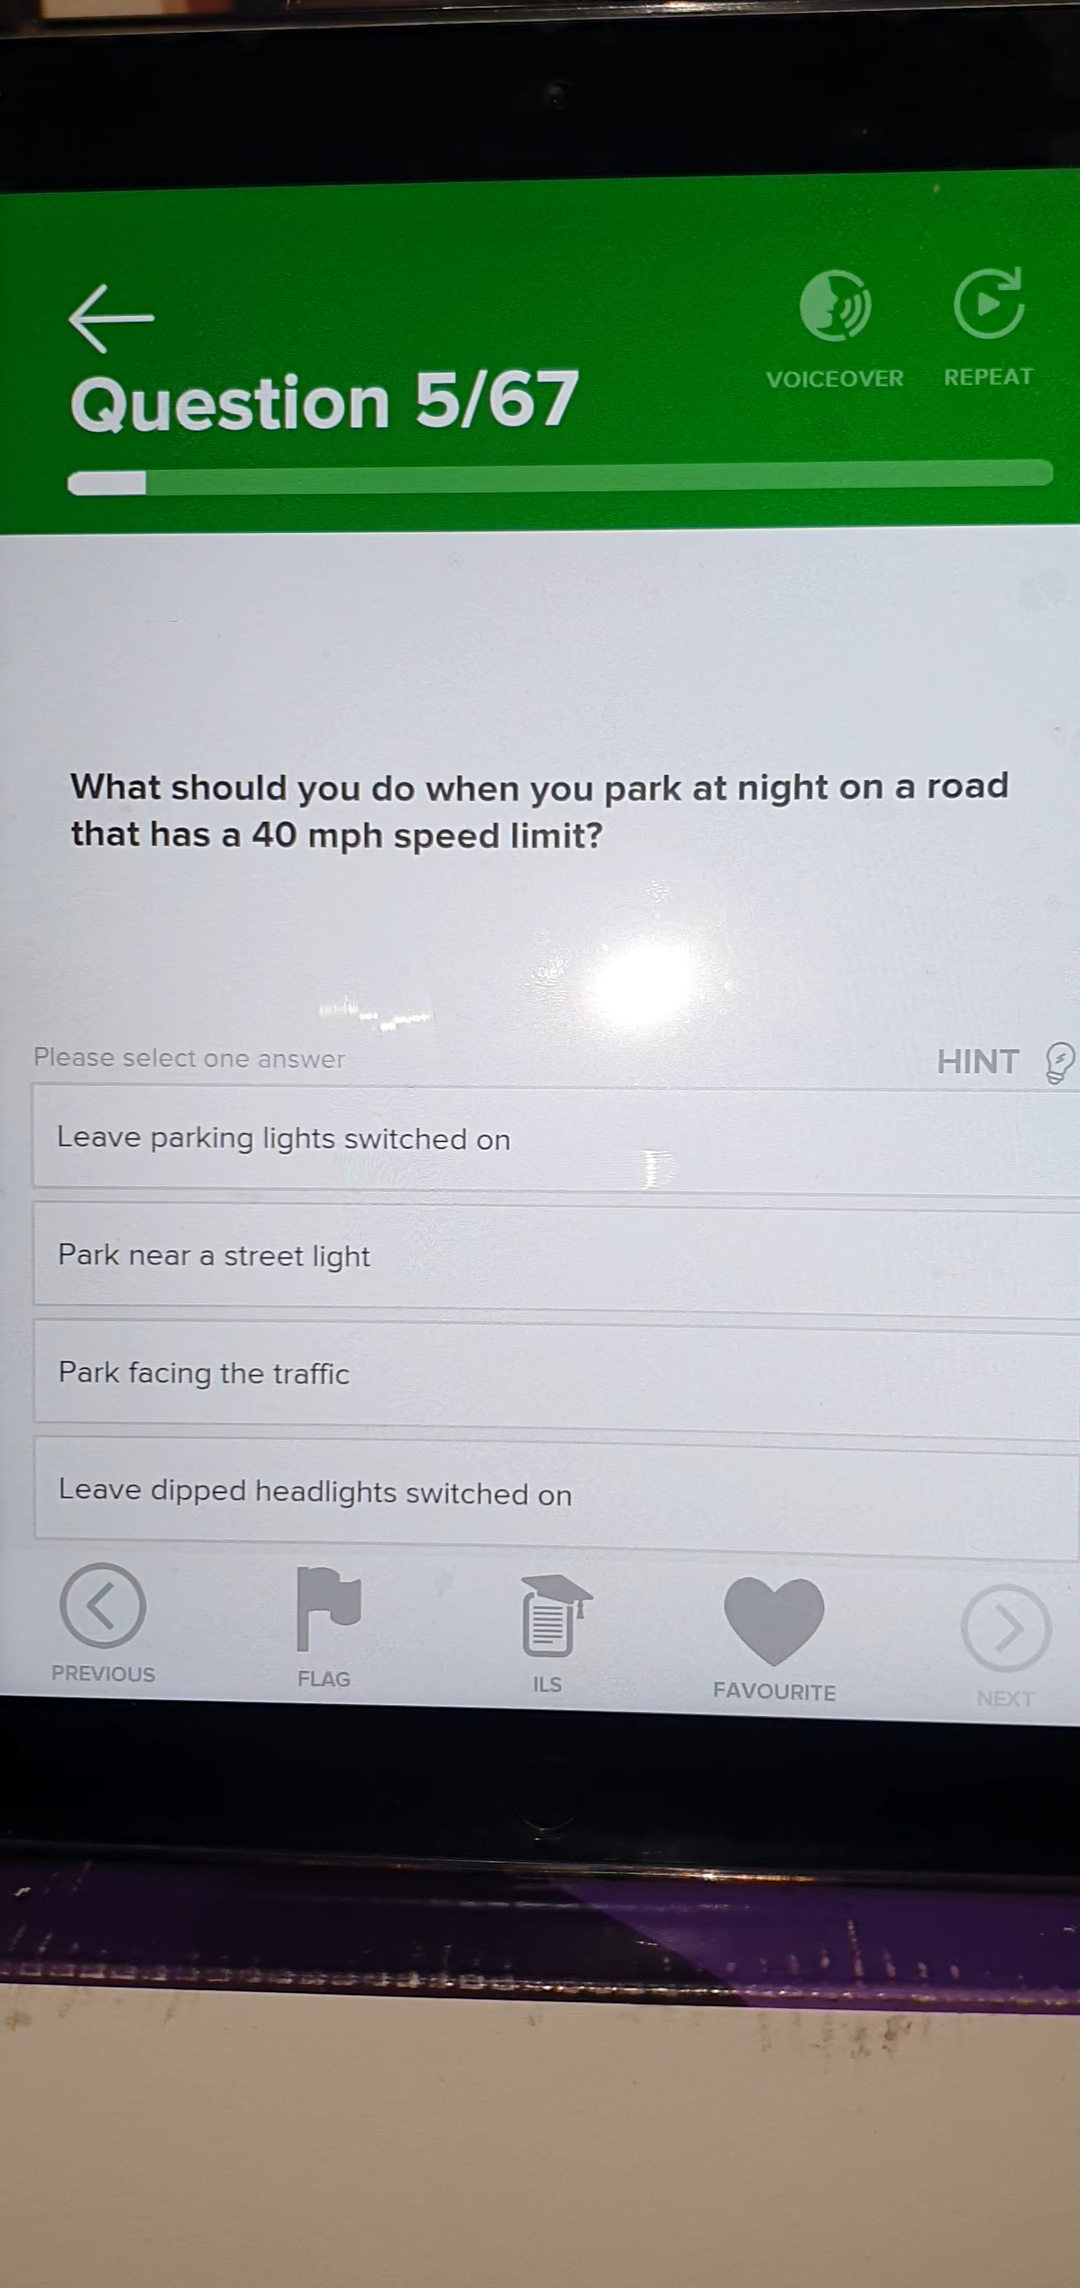 VOICEOVER REPEAT
Question 5/67
What should you do when you park at night on a road
that has a 40 mph speed limit?
Please select one answer
HINT
Leave parking lights switched on
Park near a street light
Park facing the traffic
Leave dipped headlights switched on
PREVIOUS FLAG ILS FAVOURITE NEXT